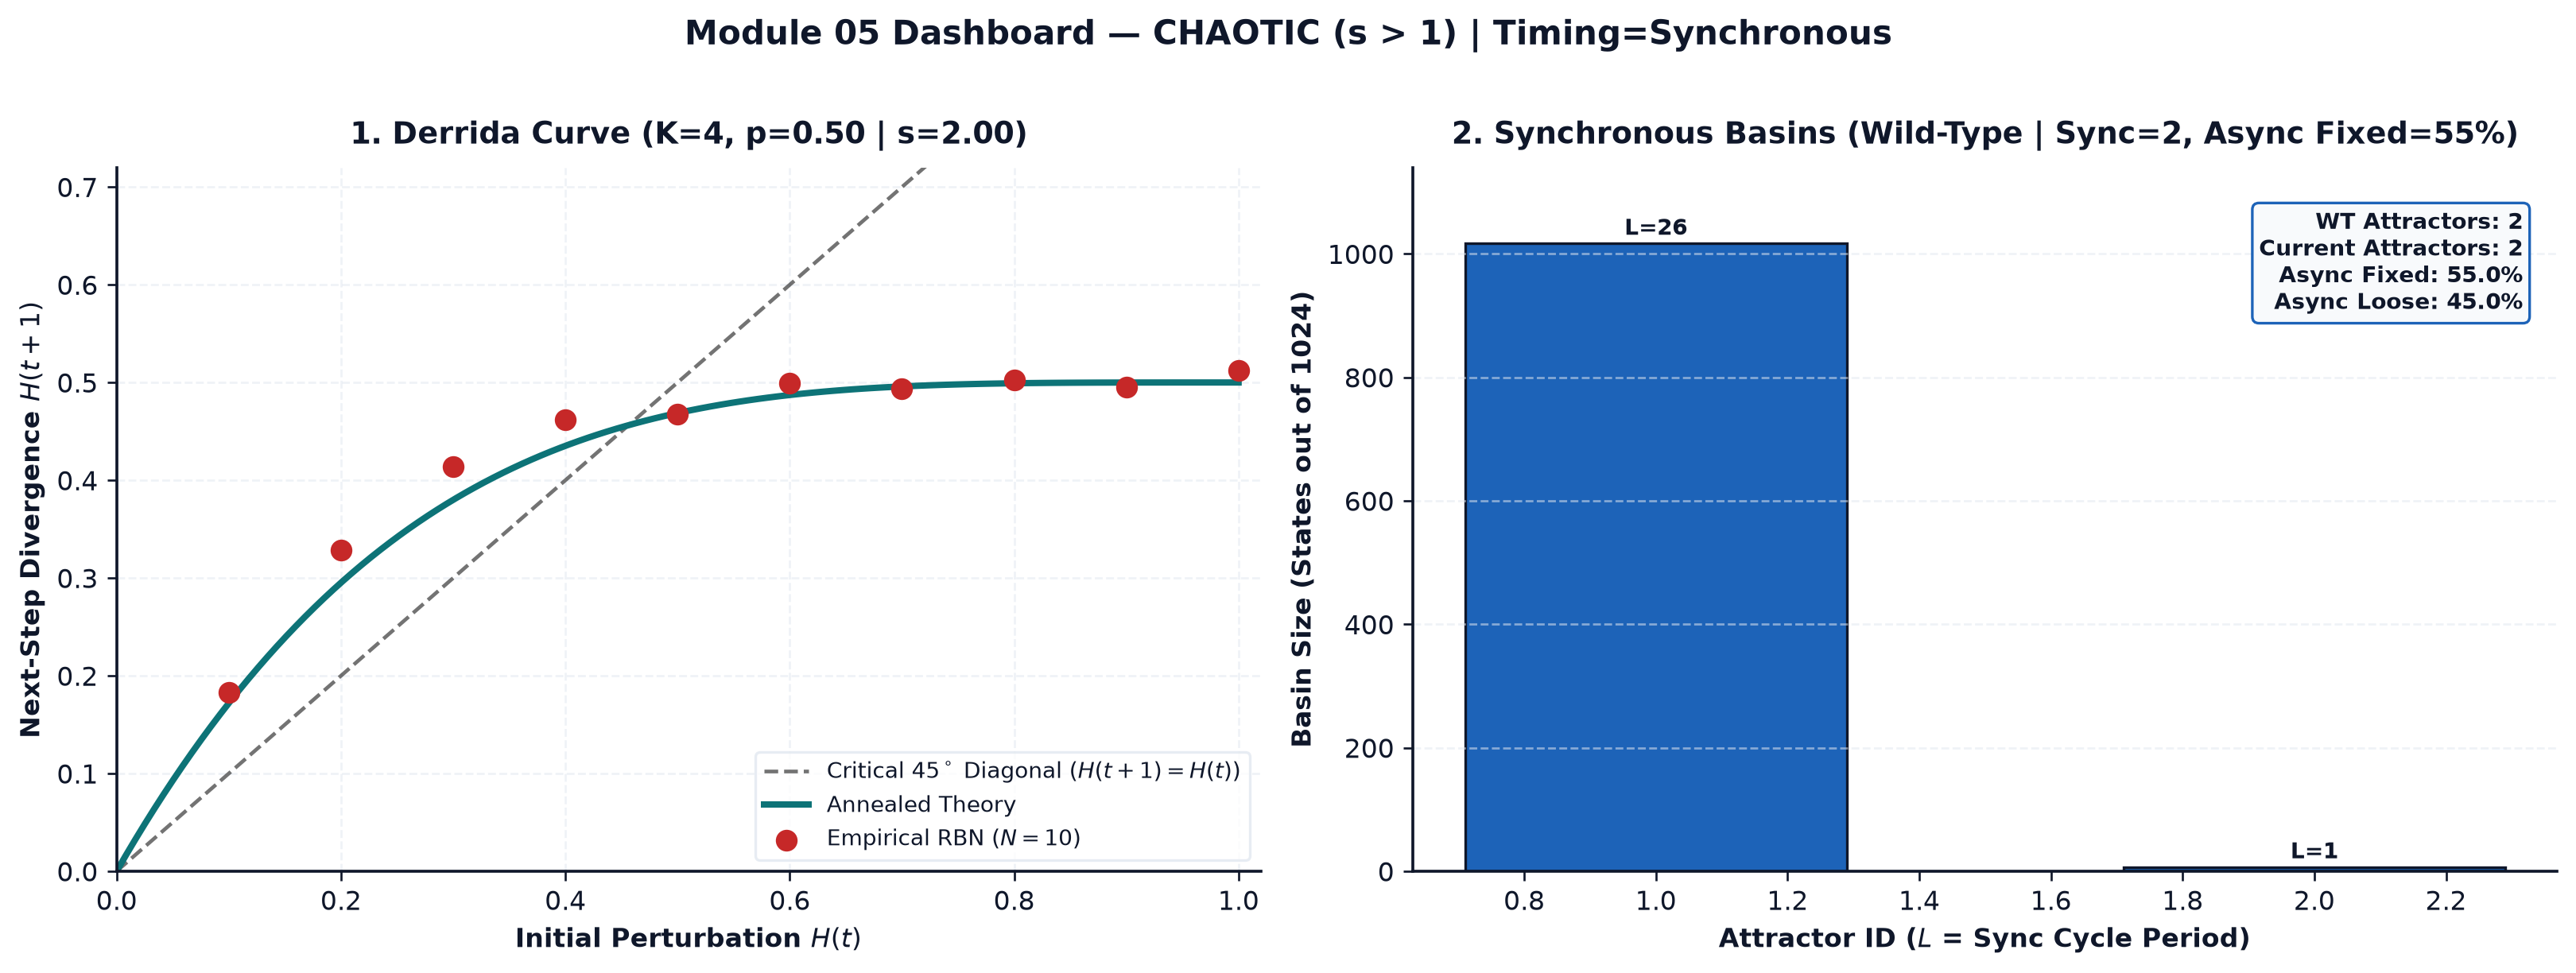 Module 05 Dashboard — CHAOTIC (s > 1) | Timing=Synchronous
1. Derrida Curve (K=4, p=0.50 | s=2.00)
Next-Step Divergence H(t + 1)
0.7
0.6
0.5
0.4
0.3
0.2
0.1
0.0
0.0 0.2 0.4 0.6 0.8 1.0
Initial Perturbation H(t)
Critical 45° Diagonal (H(t + 1) = H(t))
Annealed Theory
Empirical RBN (N = 10)
2. Synchronous Basins (Wild-Type | Sync=2, Async Fixed=55%)
Basin Size (States out of 1024)
1000
800
600
400
200
0
L=26
L=1
WT Attractors: 2
Current Attractors: 2
Async Fixed: 55.0%
Async Loose: 45.0%
0.8 1.0 1.2 1.4 1.6 1.8 2.0 2.2
Attractor ID (L = Sync Cycle Period)